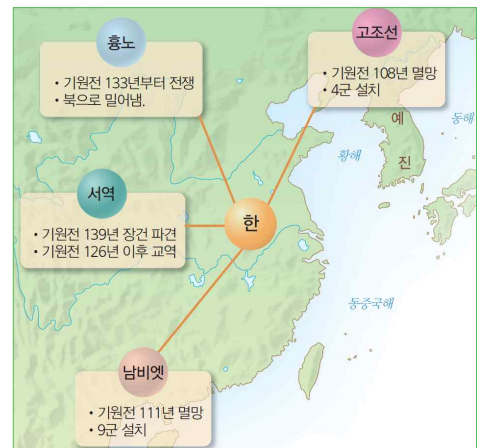 흉노
• 기원전 133년부터 전쟁
• 북으로 밀어냄.
고조선
• 기원전 108년 멸망
• 4군 설치
예
진
동해
황해
서역
• 기원전 139년 장건 파견
• 기원전 126년 이후 교역
한
동중국해
남비엣
• 기원전 111년 멸망
• 9군 설치